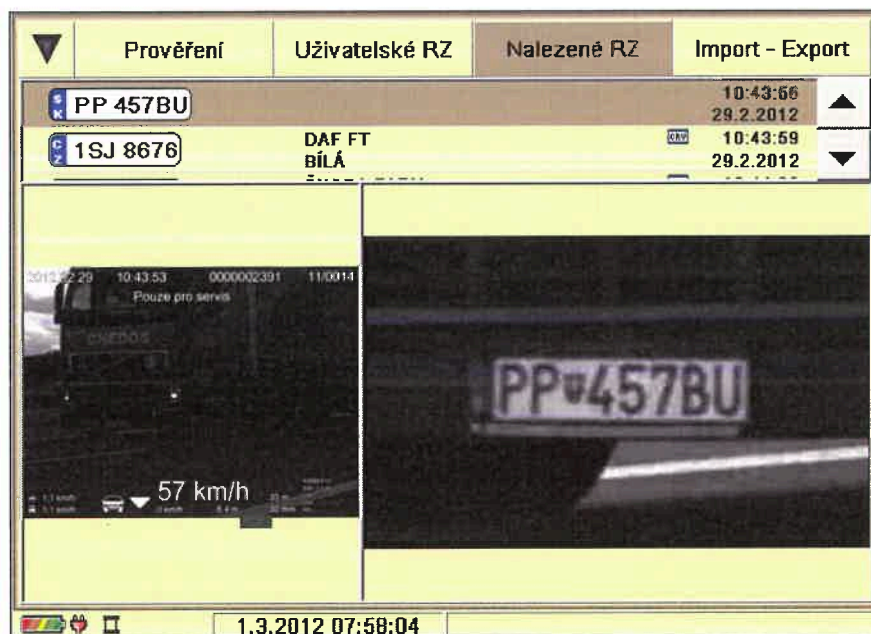 Prověření Uživatelské RZ Nalezené RZ Import - Export
SK PP 457BU 10:43:56
29.2.2012
CZ 1SJ 8676 DAF FT CRV 10:43:59
BÍLÁ 29.2.2012
2012.02.29 10:43:53 0000002391 11/0014
Pouze pro servis
PP 457BU
57 km/h
1.3.2012 07:58:04